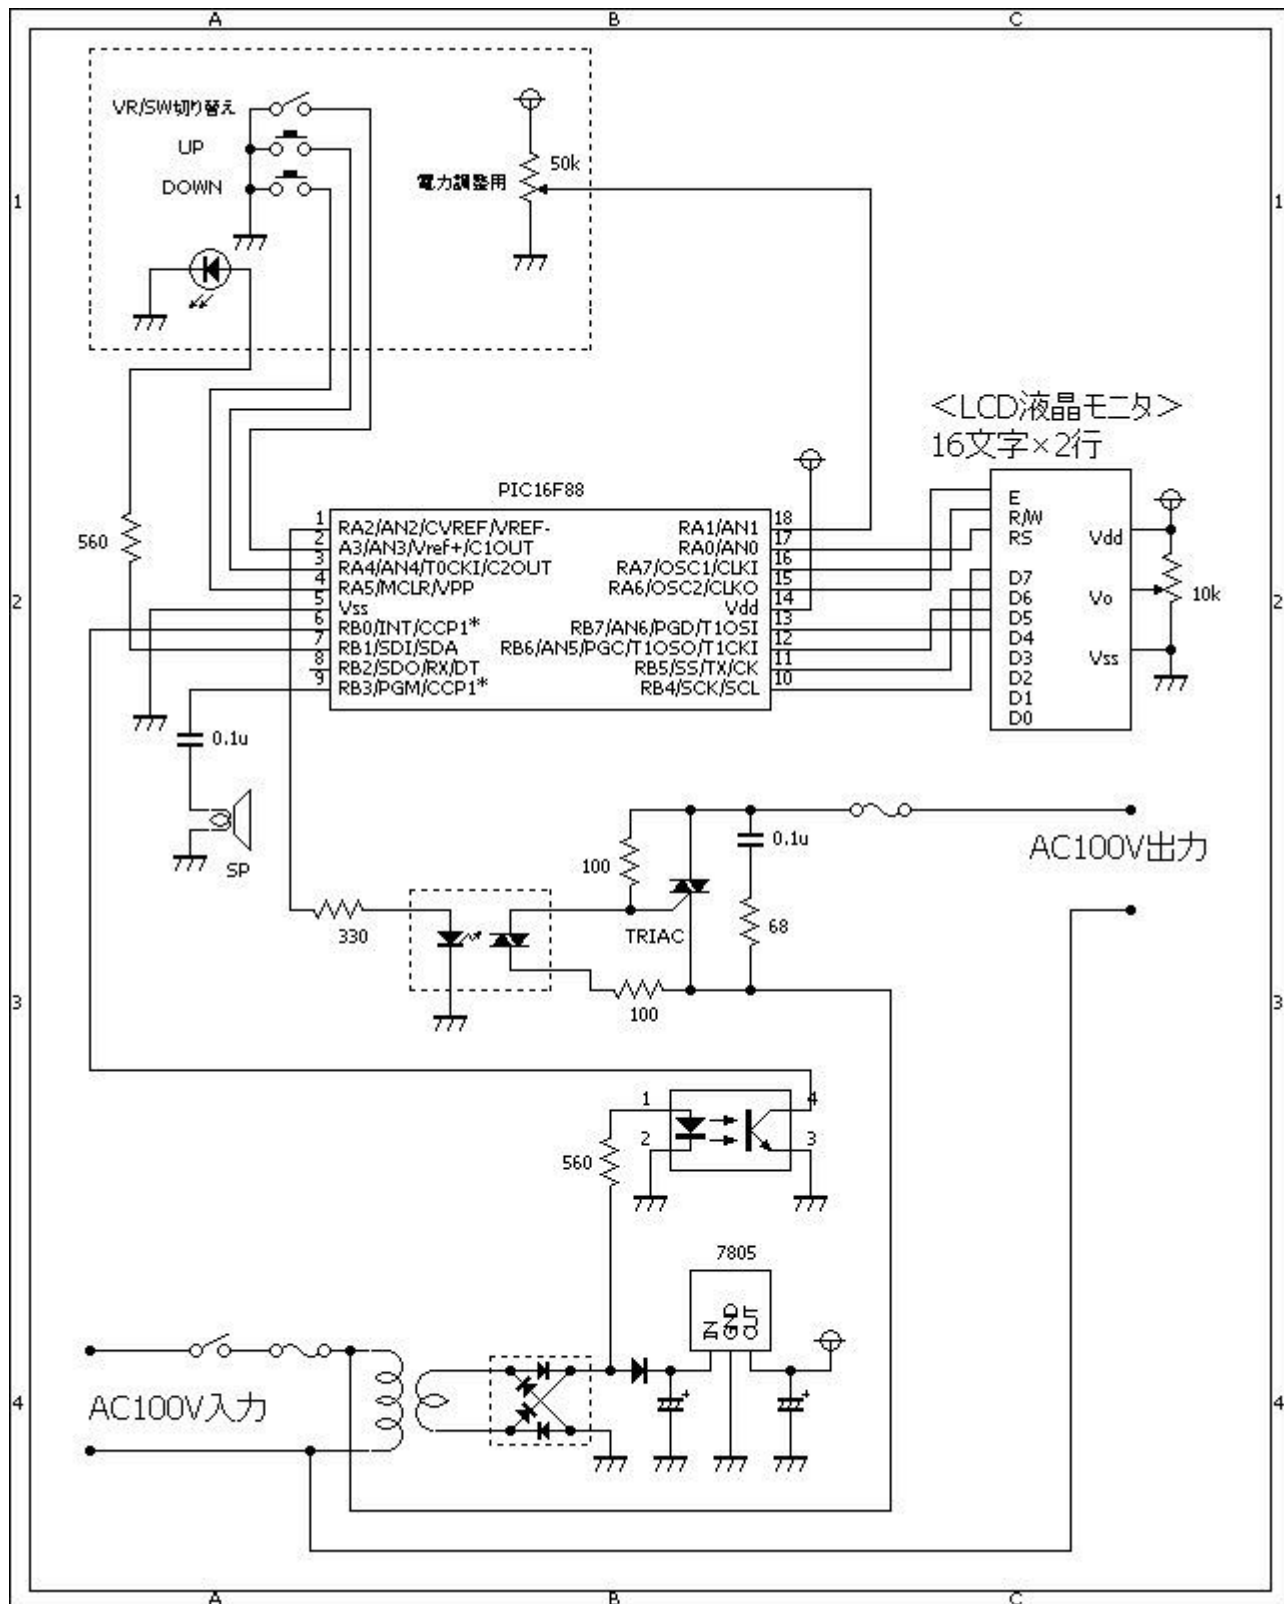 A B C
VR/SW切り替え
UP
DOWN
50k
電力調整用
1 1
<LCD液晶モニタ>
16文字×2行
PIC16F88
560
1 RA2/AN2/CVREF/VREF- RA1/AN1 18
2 A3/AN3/Vref+/C1OUT RA0/AN0 17
3 RA4/AN4/T0CKI/C2OUT RA7/OSC1/CLKI 16
4 RA5/MCLR/VPP RA6/OSC2/CLKO 15
5 Vss Vdd 14
6 RB0/INT/CCP1* RB7/AN6/PGD/T1OSI 13
7 RB1/SDI/SDA RB6/AN5/PGC/T1OSO/T1CKI 12
8 RB2/SDO/RX/DT RB5/SS/TX/CK 11
9 RB3/PGM/CCP1* RB4/SCK/SCL 10
E
R/W
RS Vdd
D7
D6 Vo
D5
D4
D3 Vss
D2
D1
D0
10k
2 2
0.1u
SP
100
0.1u
AC100V出力
330
TRIAC
68
100
3 3
1 4
2 3
560
7805
IN GND OUT
+ +
AC100V入力
4 4
A B C